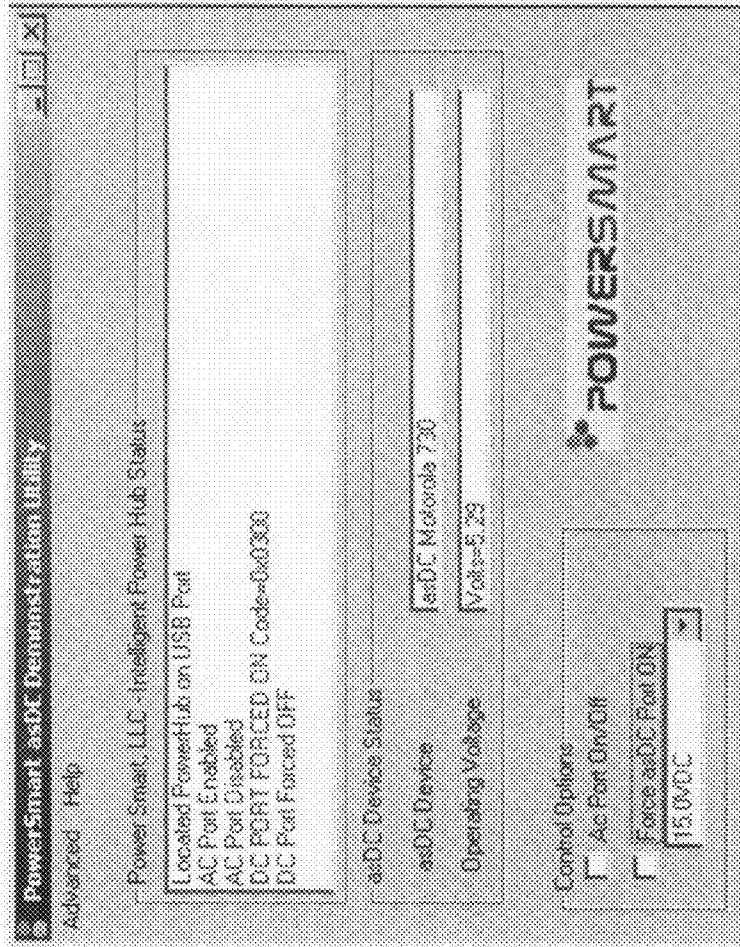 PowerSmart asDC Demonstration Utility
Advanced Help
Power Smart, LLC - Intelligent Power Hub Status
Located PowerHub on USB Port
AC Port Enabled
AC Port Disabled
DC PORT FORCED ON Code=0x0300
DC Port Forced OFF
asDC Device Status
asDC Device
asDC Motorola 730
Operating Voltage
Volts=5.29
Control Options
Ac Port On/Off
Force asDC Port ON
15.0VDC
POWERSMART